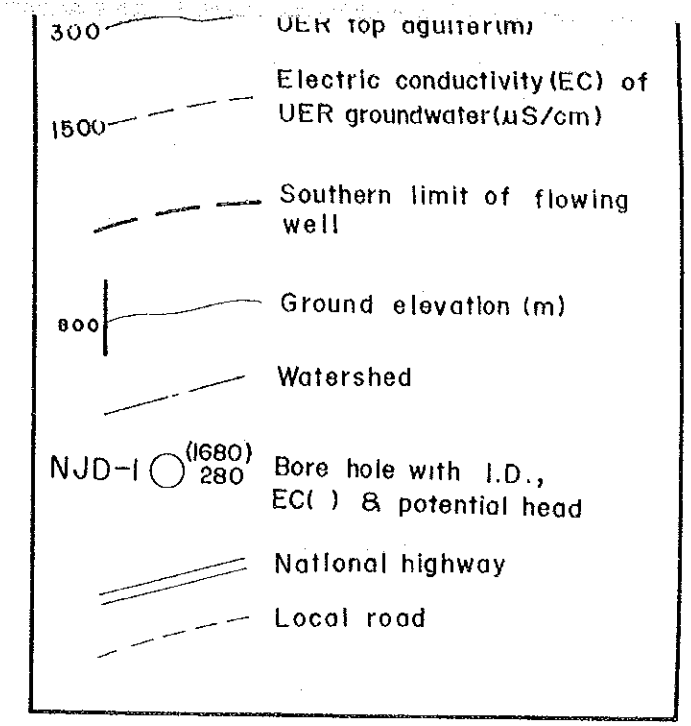 300 UER top aquifer(m)
Electric conductivity (EC) of
1500 UER groundwater(µS/cm)
Southern limit of flowing
well
800 Ground elevation (m)
Watershed
NJD-1 (1680)
280 Bore hole with I.D.,
EC( ) & potential head
National highway
Local road